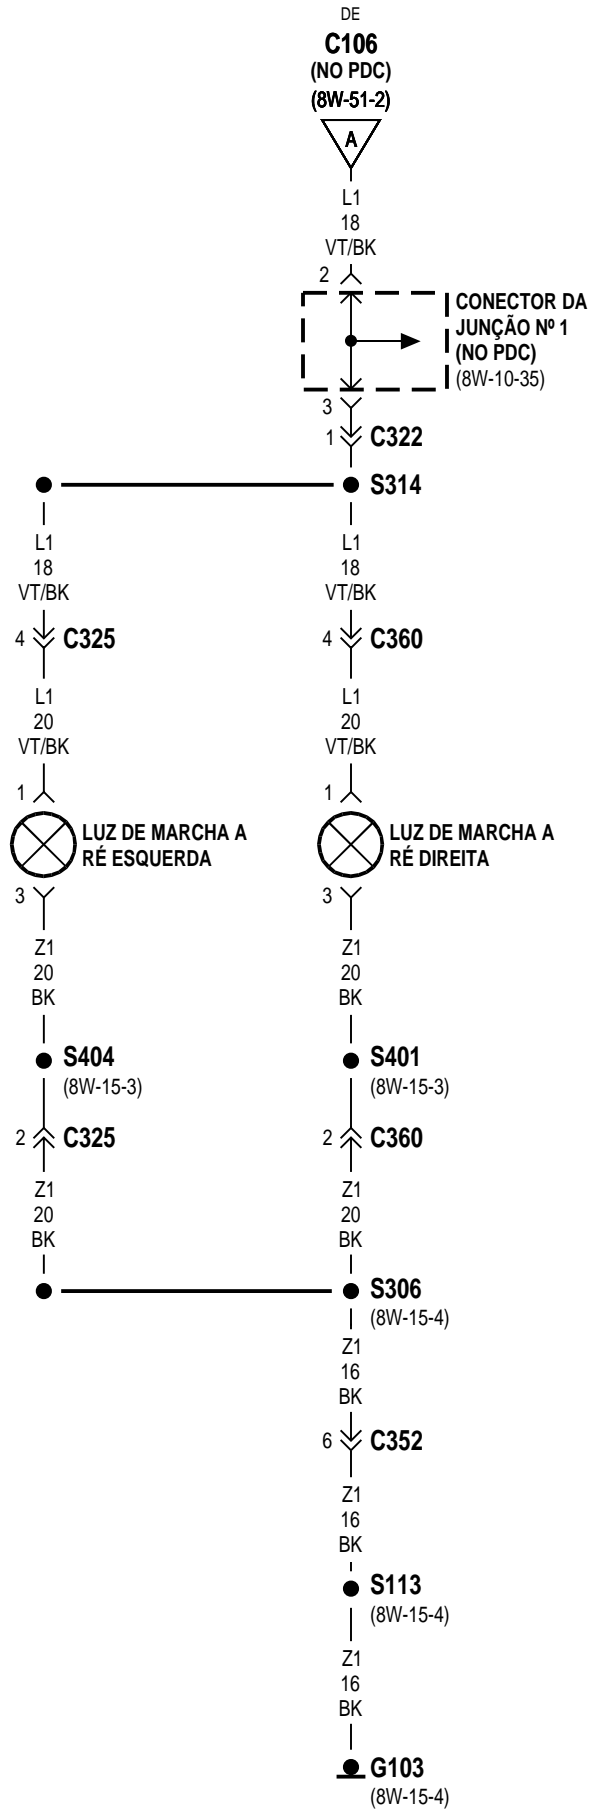 DE
C106
(NO PDC)
(8W-51-2)
A
L1
18
VT/BK
2
CONECTOR DA
JUNÇÃO Nº 1
(NO PDC)
(8W-10-35)
3
1 C322
S314
L1 L1
18 18
VT/BK VT/BK
4 C325 4 C360
L1 L1
20 20
VT/BK VT/BK
1 1
LUZ DE MARCHA A LUZ DE MARCHA A
RÉ ESQUERDA RÉ DIREITA
3 3
Z1 Z1
20 20
BK BK
S404 S401
(8W-15-3) (8W-15-3)
2 C325 2 C360
Z1 Z1
20 20
BK BK
S306
(8W-15-4)
Z1
16
BK
6 C352
Z1
16
BK
S113
(8W-15-4)
Z1
16
BK
G103
(8W-15-4)